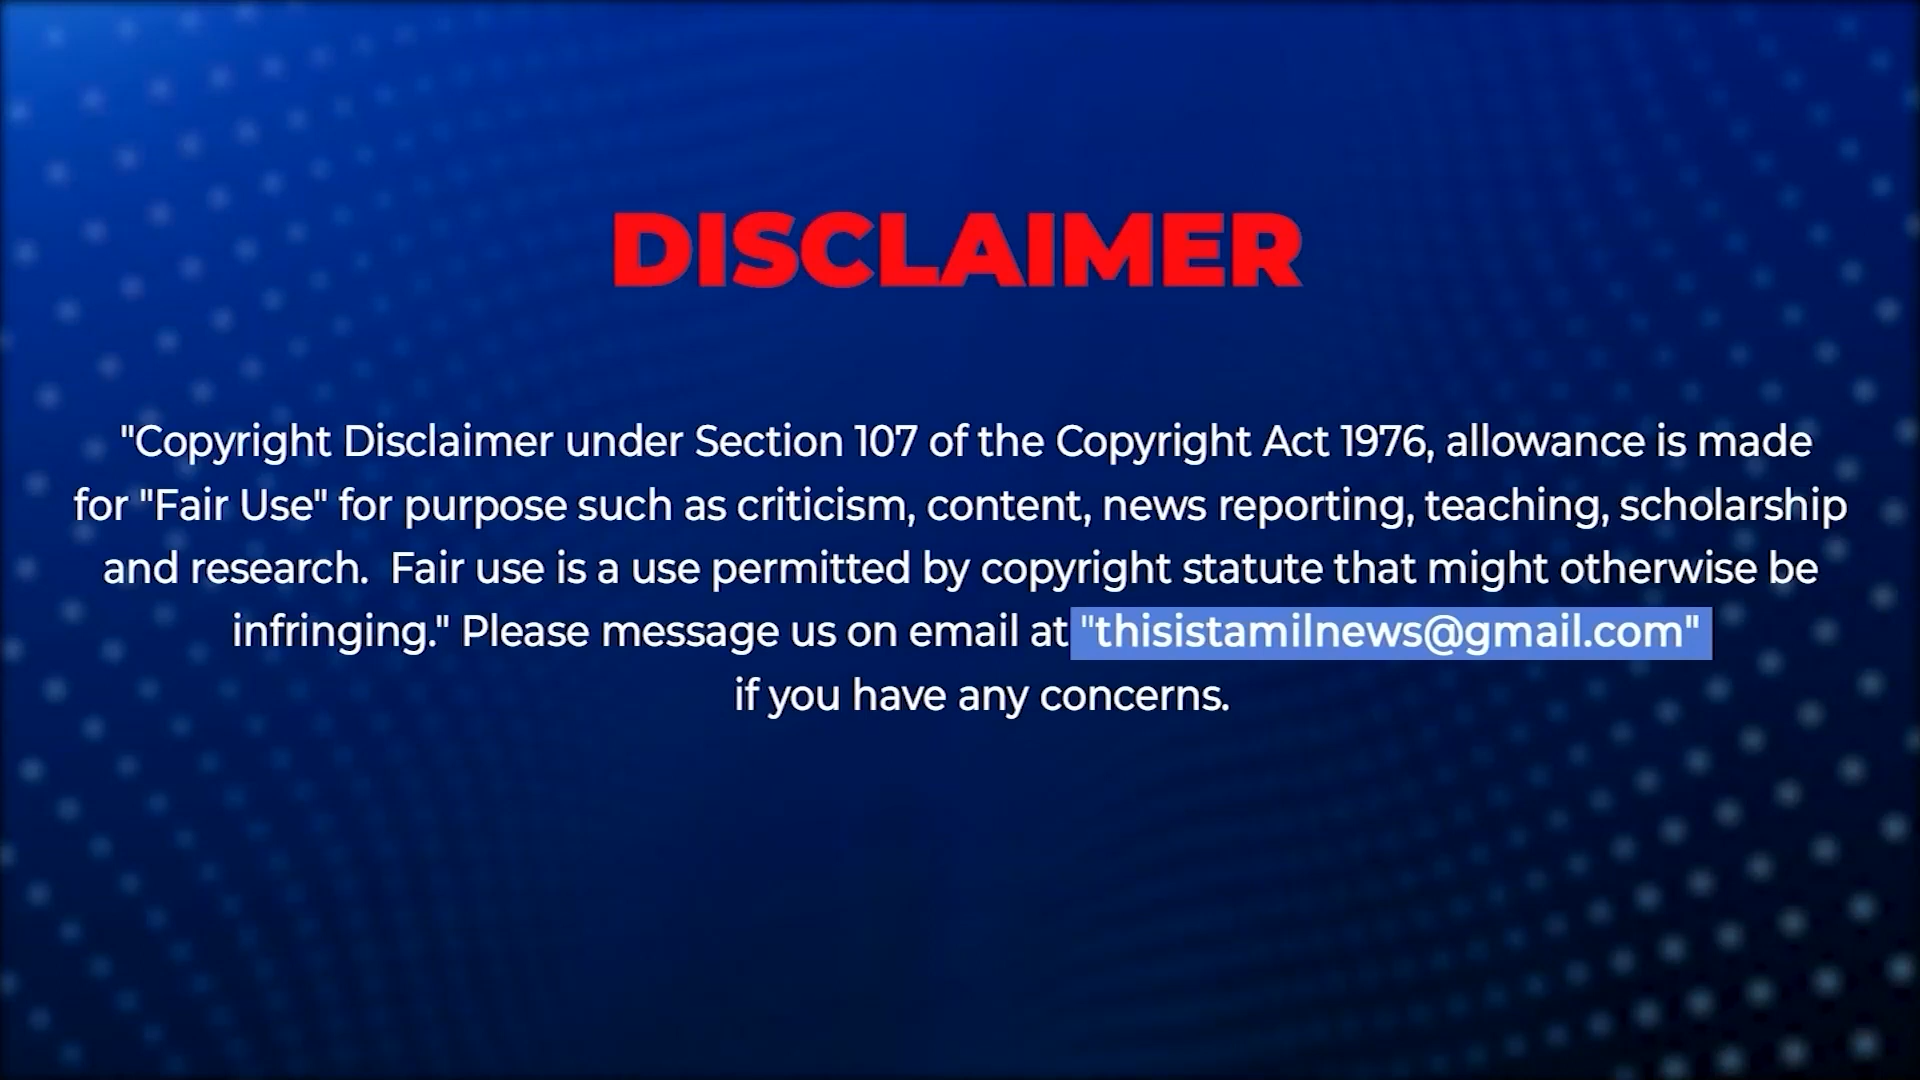 DISCLAIMER
"Copyright Disclaimer under Section 107 of the Copyright Act 1976, allowance is made
for "Fair Use" for purpose such as criticism, content, news reporting, teaching, scholarship
and research.  Fair use is a use permitted by copyright statute that might otherwise be
infringing." Please message us on email at "thisistamilnews@gmail.com"
if you have any concerns.